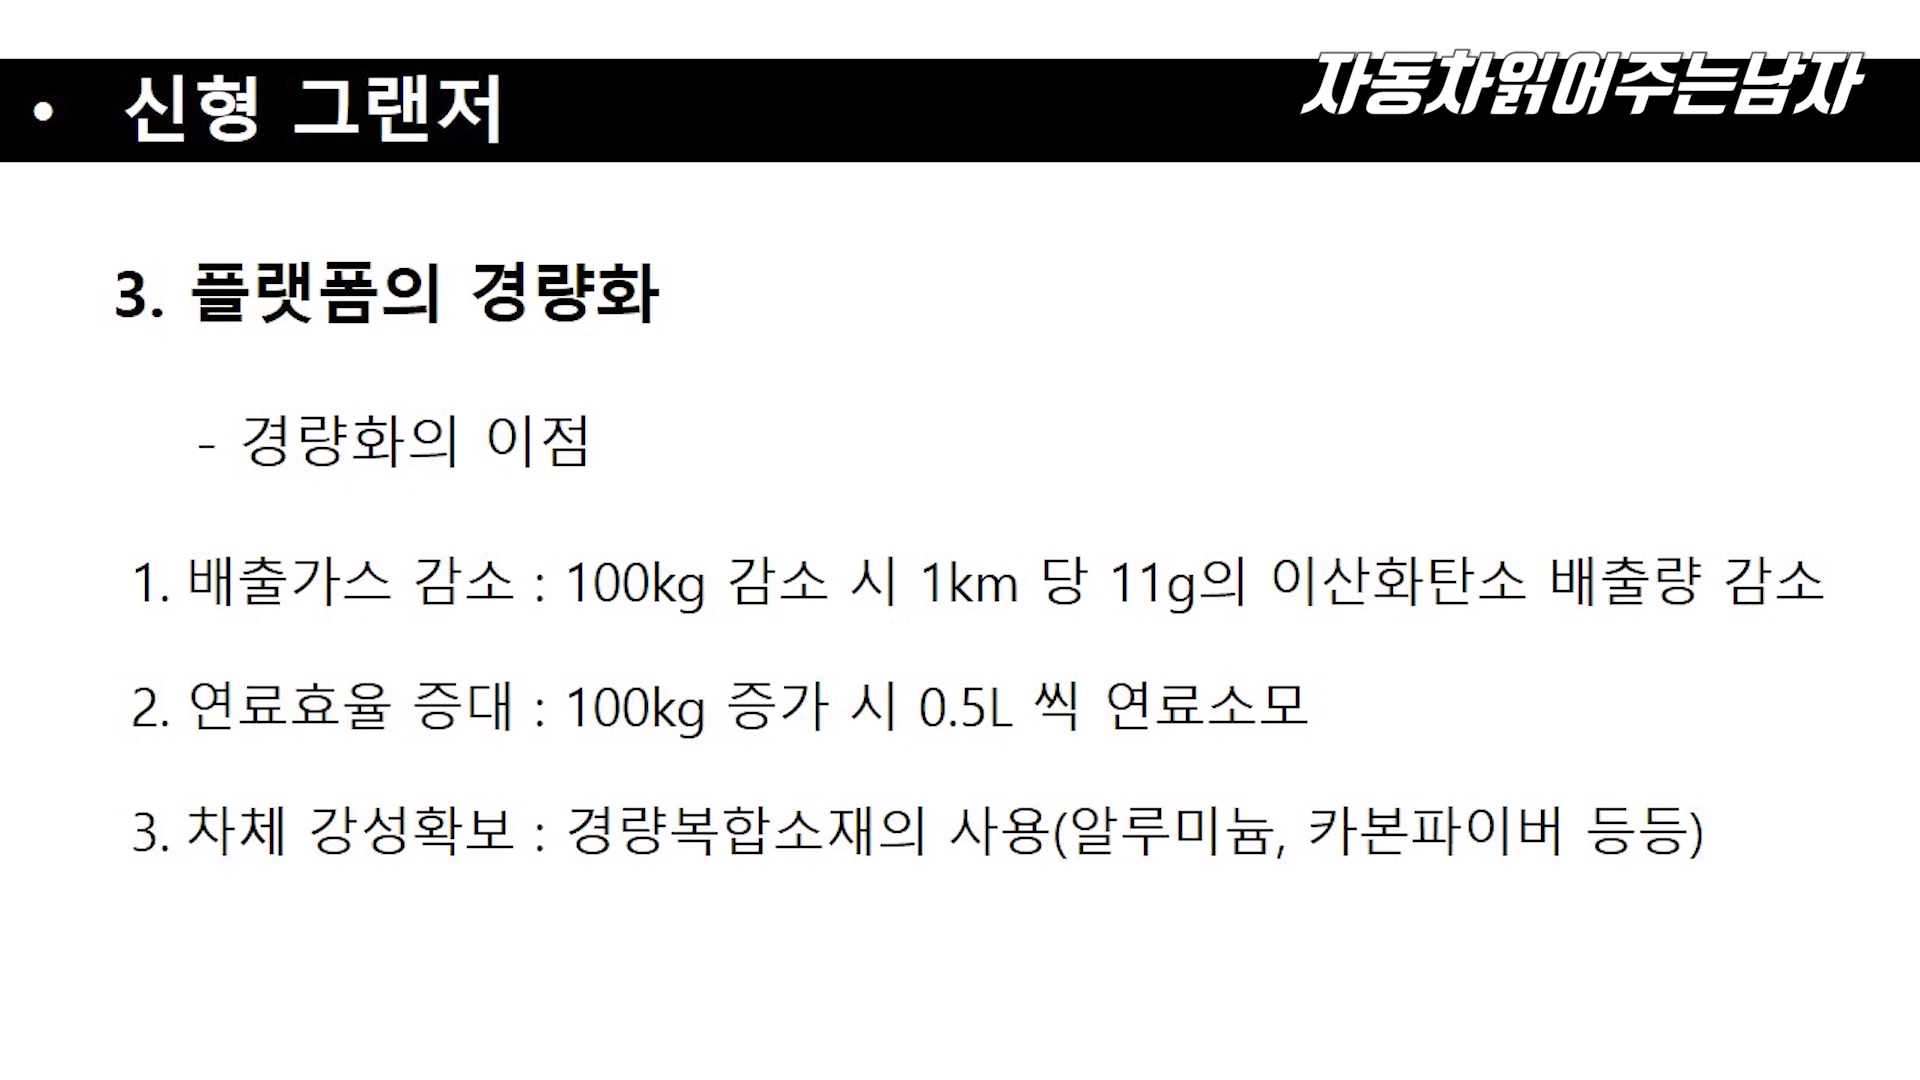 • 신형 그랜저
자동차읽어주는남자
3. 플랫폼의 경량화
- 경량화의 이점
1. 배출가스 감소 : 100kg 감소 시 1km 당 11g의 이산화탄소 배출량 감소
2. 연료효율 증대 : 100kg 증가 시 0.5L 씩 연료소모
3. 차체 강성확보 : 경량복합소재의 사용(알루미늄, 카본파이버 등등)